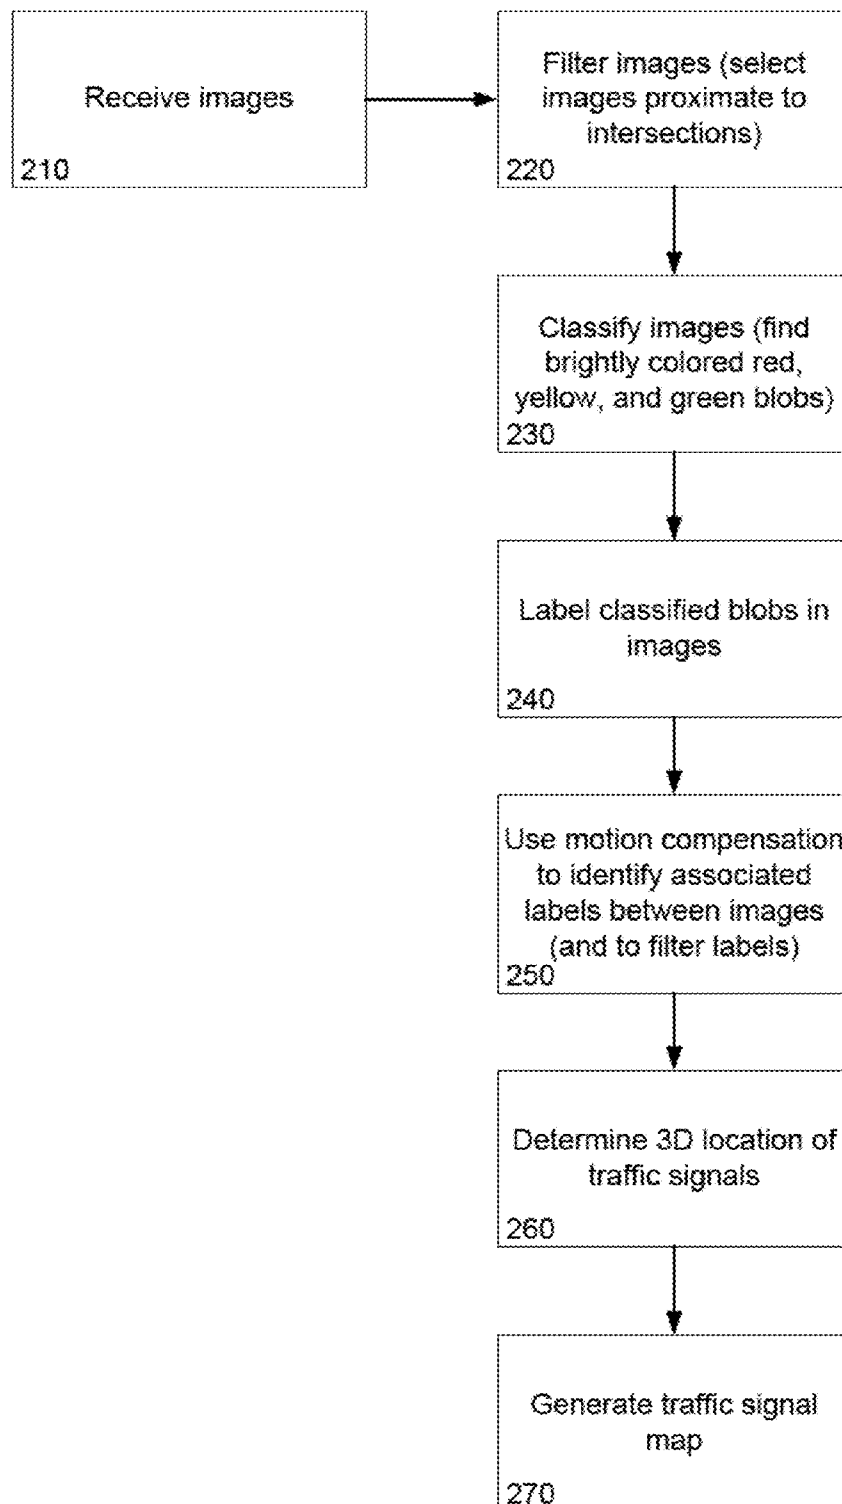 Receive images
210
Filter images (select
images proximate to
intersections)
220
Classify images (find
brightly colored red,
yellow, and green blobs)
230
Label classified blobs in
images
240
Use motion compensation
to identify associated
labels between images
(and to filter labels)
250
Determine 3D location of
traffic signals
260
Generate traffic signal
map
270